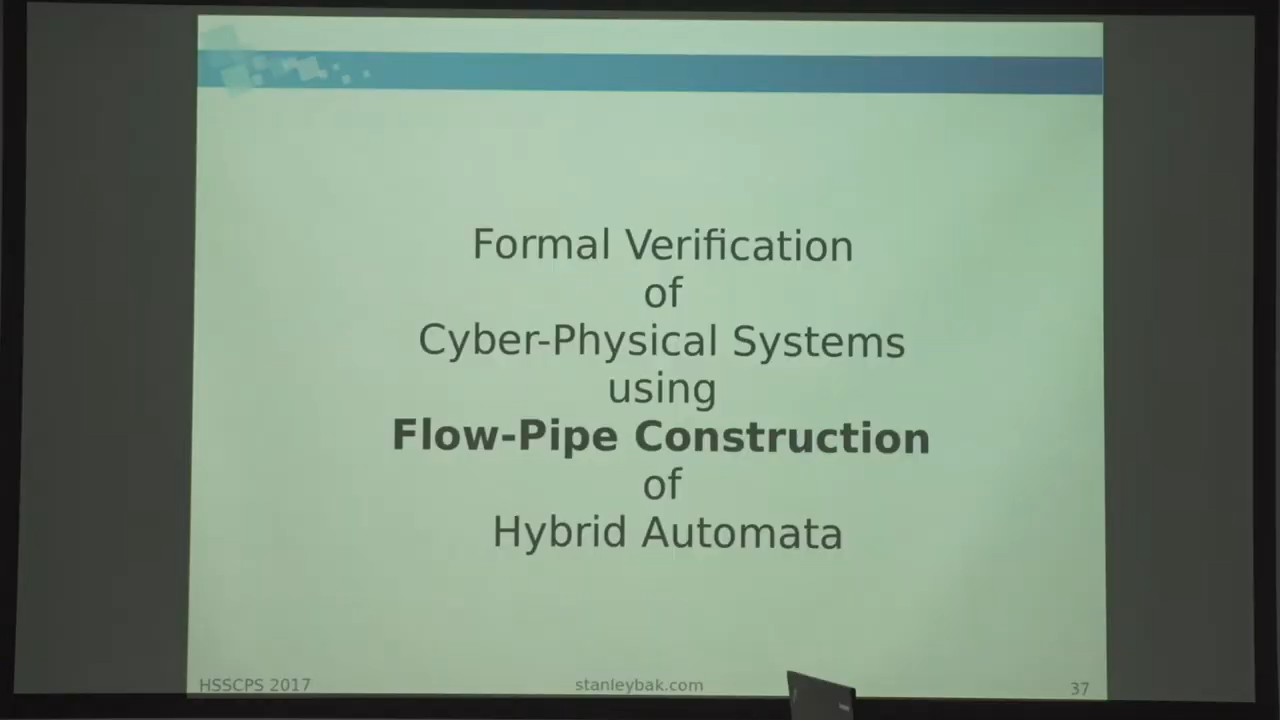 Formal Verification
of
Cyber-Physical Systems
using
Flow-Pipe Construction
of
Hybrid Automata
HSSCPS 2017
stanleybak.com
37